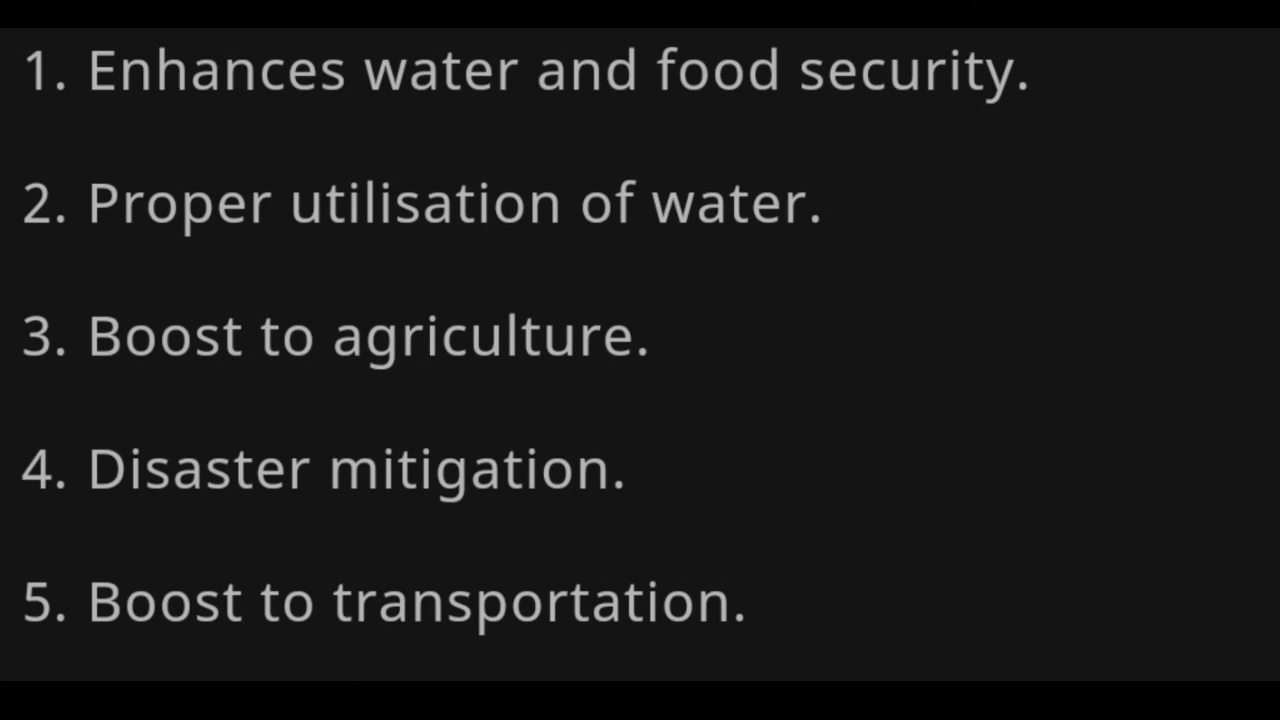 1. Enhances water and food security.
2. Proper utilisation of water.
3. Boost to agriculture.
4. Disaster mitigation.
5. Boost to transportation.